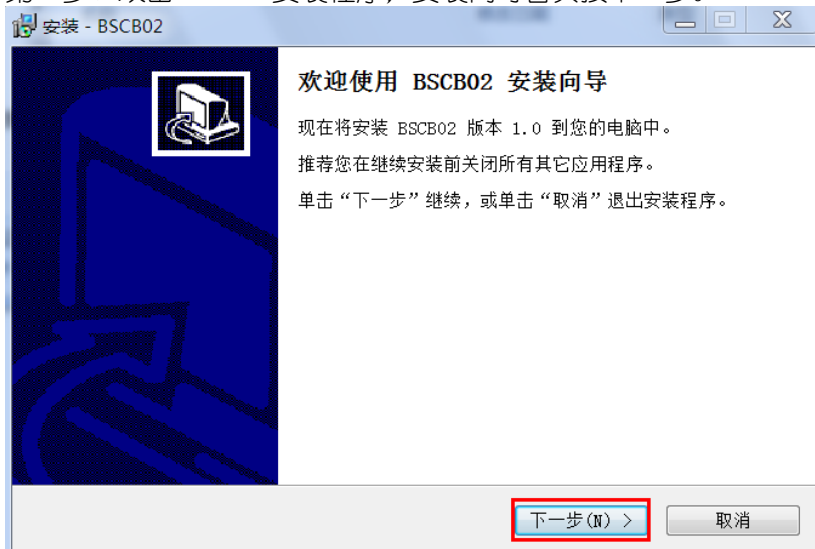 安装 - BSCB02
欢迎使用 BSCB02 安装向导
现在将安装 BSCB02 版本 1.0 到您的电脑中。
推荐您在继续安装前关闭所有其它应用程序。
单击“下一步”继续，或单击“取消”退出安装程序。
下一步(N) >
取消